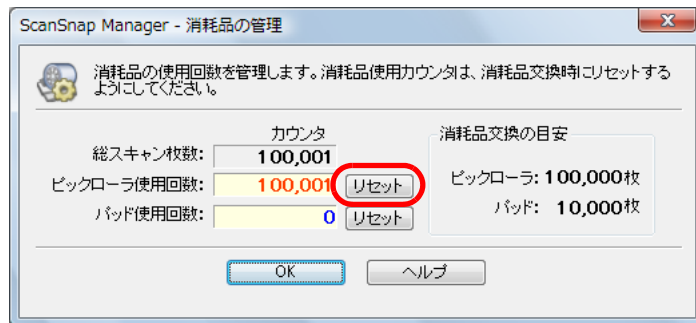 ScanSnap Manager - 消耗品の管理
消耗品の使用回数を管理します。消耗品使用カウンタは、消耗品交換時にリセットする
ようにしてください。
カウンタ
総スキャン枚数: 100,001
ピックローラ使用回数: 100,001 リセット
パッド使用回数: 0 リセット
消耗品交換の目安
ピックローラ: 100,000枚
パッド: 10,000枚
OK ヘルプ